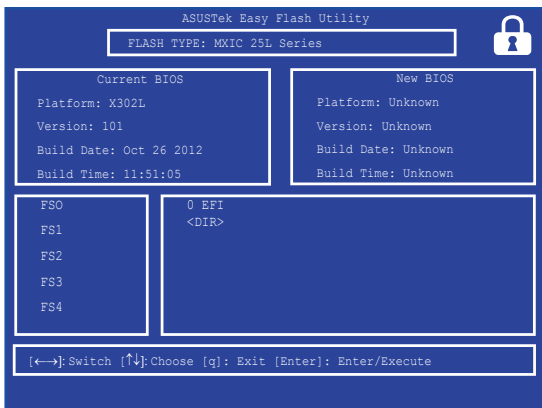 ASUSTek Easy Flash Utility
FLASH TYPE: MXIC 25L Series
Current BIOS
Platform: X302L
Version: 101
Build Date: Oct 26 2012
Build Time: 11:51:05
New BIOS
Platform: Unknown
Version: Unknown
Build Date: Unknown
Build Time: Unknown
FSO
FS1
FS2
FS3
FS4
0 EFI
<DIR>
[←→]: Switch [↑↓]: Choose [q]: Exit [Enter]: Enter/Execute